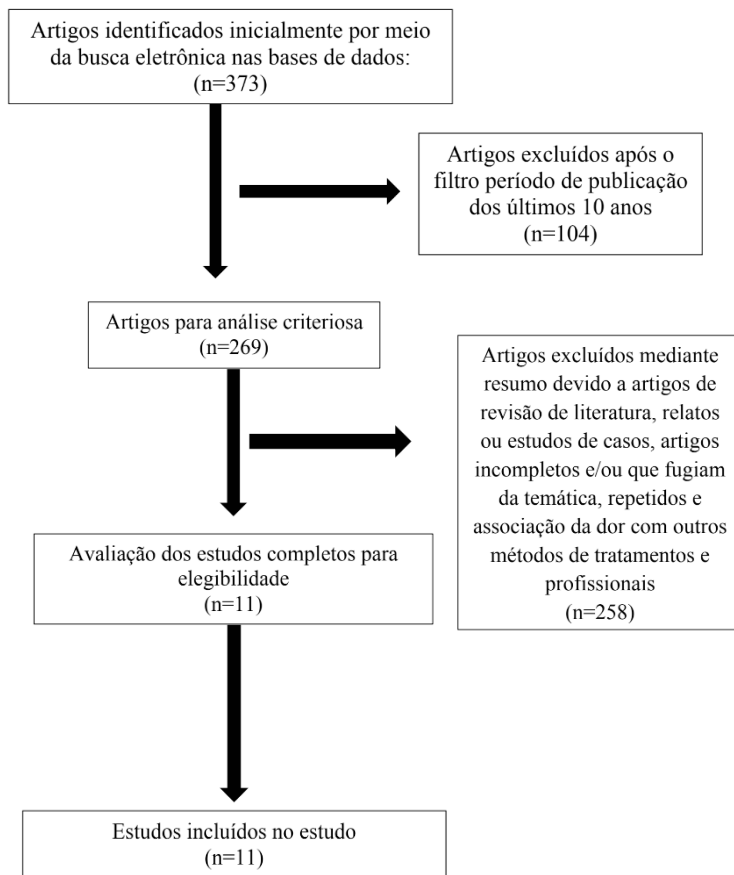 Artigos identificados inicialmente por meio
da busca eletrônica nas bases de dados:
(n=373)
Artigos excluídos após o
filtro período de publicação
dos últimos 10 anos
(n=104)
Artigos para análise criteriosa
(n=269)
Artigos excluídos mediante
resumo devido a artigos de
revisão de literatura, relatos
ou estudos de casos, artigos
incompletos e/ou que fugiam
da temática, repetidos e
associação da dor com outros
métodos de tratamentos e
profissionais
(n=258)
Avaliação dos estudos completos para
elegibilidade
(n=11)
Estudos incluídos no estudo
(n=11)